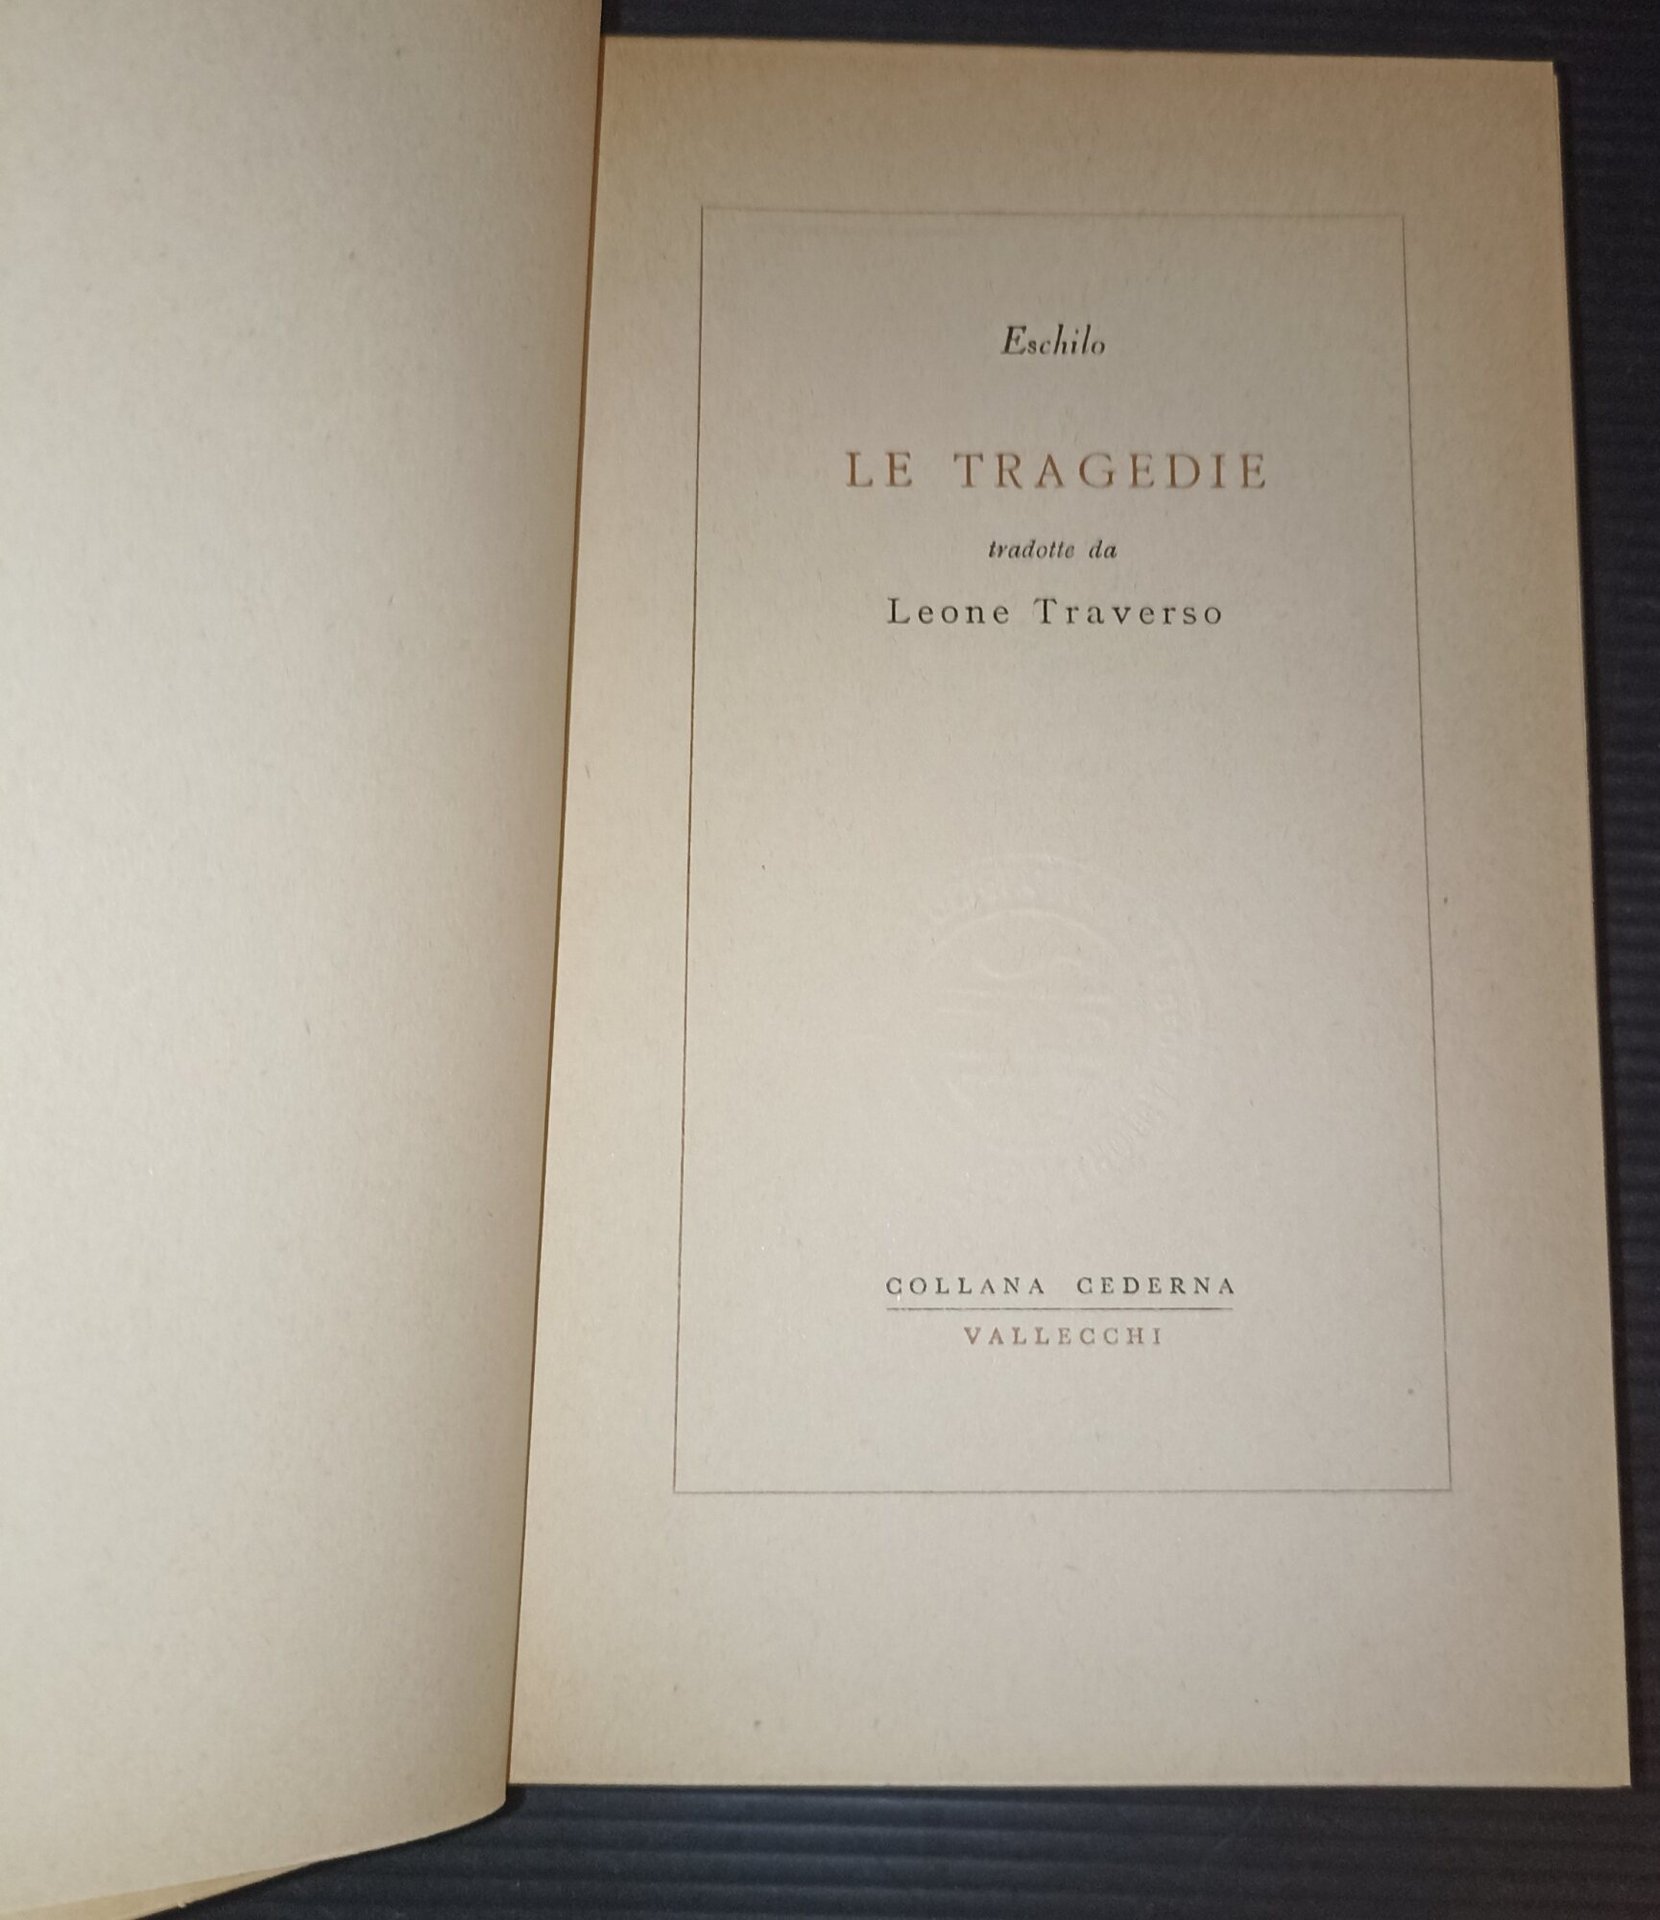 Eschilo
LE TRAGEDIE
tradotte da
Leone Traverso
COLLANA CEDERNA
VALLECCHI